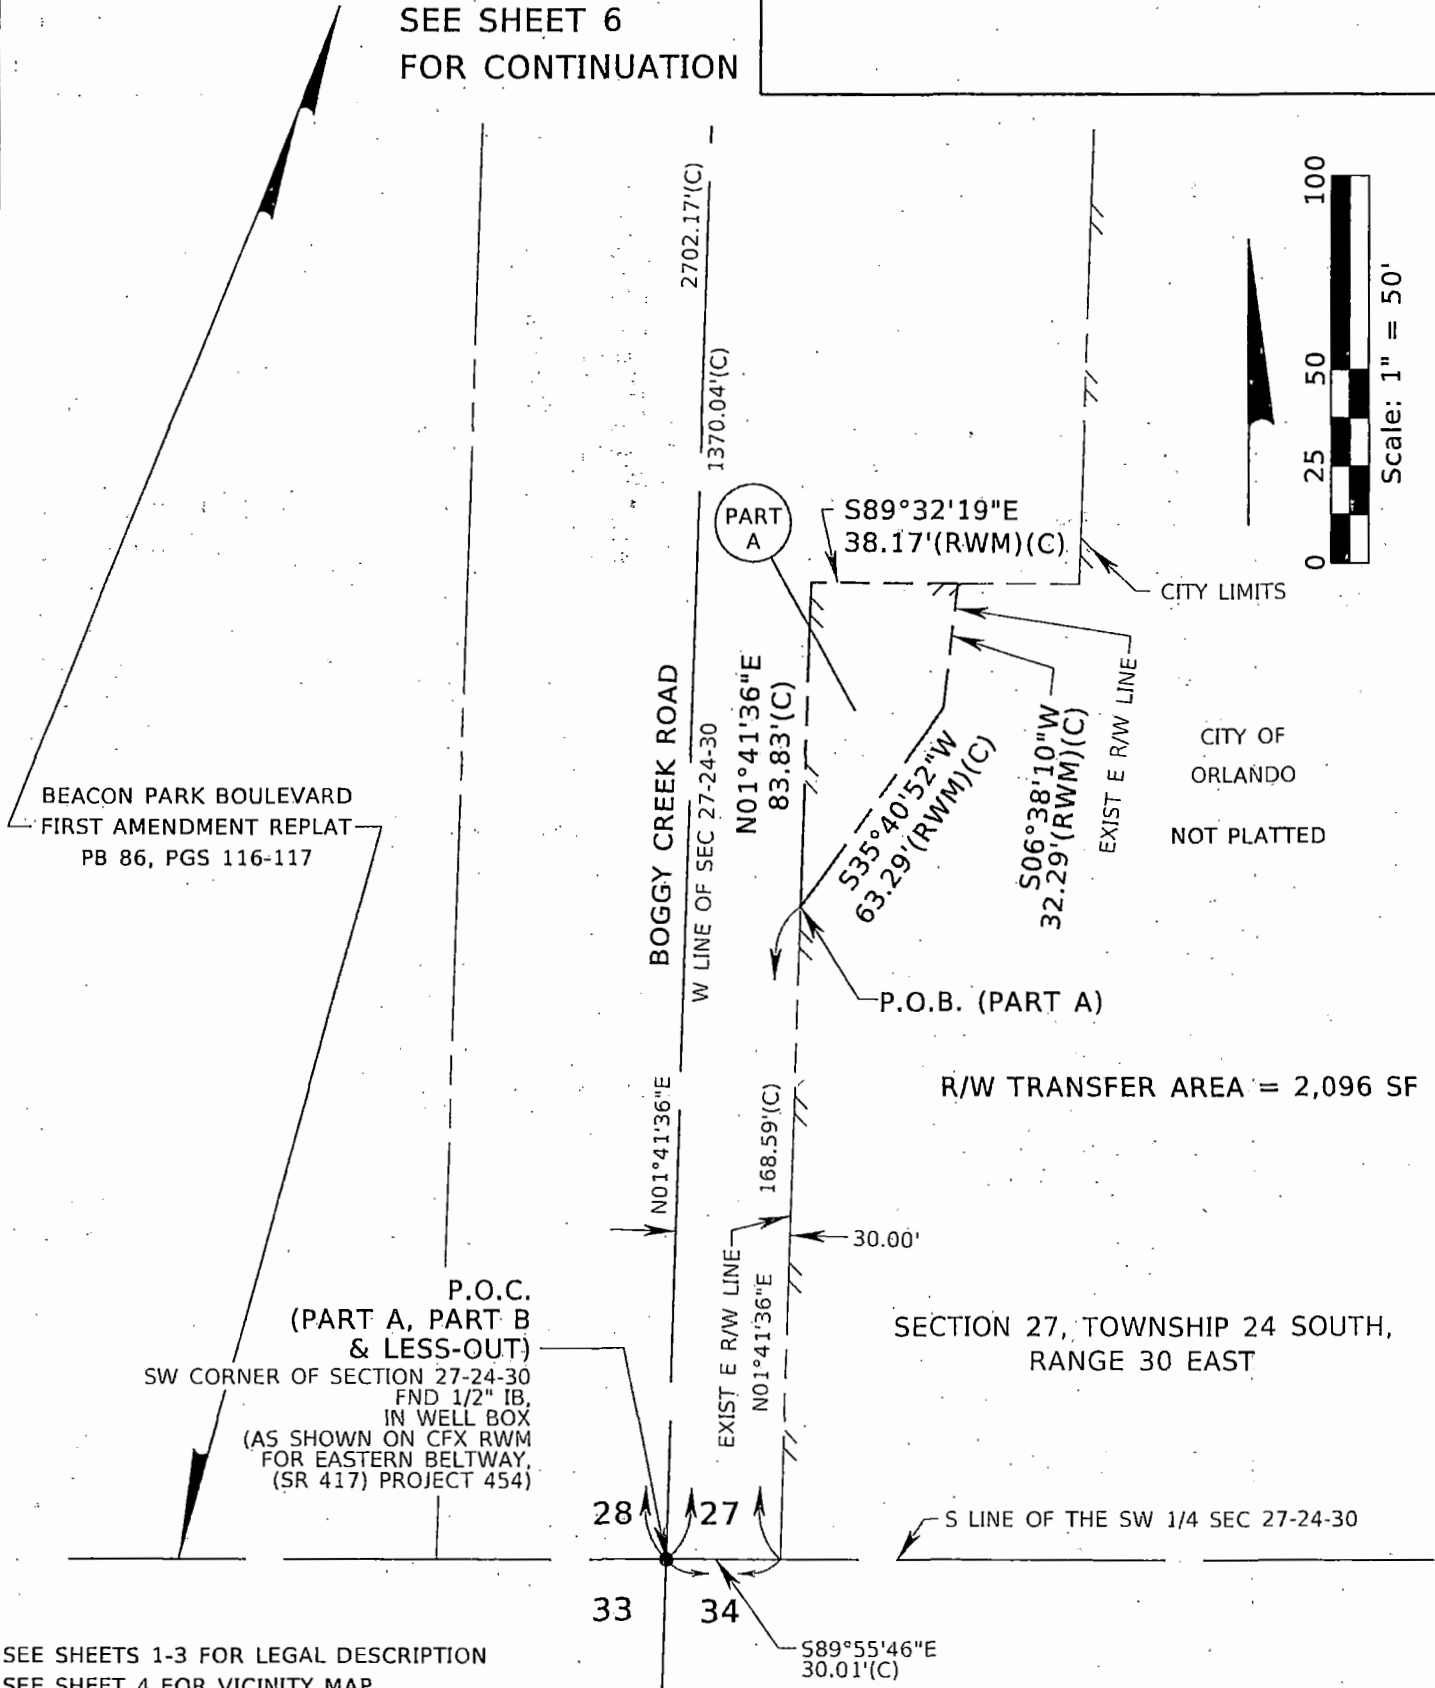 SEE SHEET 6
FOR CONTINUATION
2702.17'(C)
1370.04'(C)
100
50
25
0
Scale: 1" = 50'
PART
A
S89°32'19"E
38.17'(RWM)(C)
CITY LIMITS
BOGGY CREEK ROAD
W LINE OF SEC 27-24-30
N01°41'36"E
83.83'(C)
S35°40'52"W
63.29'(RWM)(C)
S06°38'10"W
32.29'(RWM)(C)
EXIST E R/W LINE
CITY OF
ORLANDO
NOT PLATTED
BEACON PARK BOULEVARD
FIRST AMENDMENT REPLAT
PB 86, PGS 116-117
P.O.B. (PART A)
R/W TRANSFER AREA = 2,096 SF
N01°41'36"E
168.59'(C)
30.00'
EXIST E R/W LINE
N01°41'36"E
P.O.C.
(PART A, PART B
& LESS-OUT)
SW CORNER OF SECTION 27-24-30
FND 1/2" IB,
IN WELL BOX
(AS SHOWN ON CFX RWM
FOR EASTERN BELTWAY,
(SR 417) PROJECT 454)
SECTION 27, TOWNSHIP 24 SOUTH,
RANGE 30 EAST
28
27
S LINE OF THE SW 1/4 SEC 27-24-30
33
34
S89°55'46"E
30.01'(C)
SEE SHEETS 1-3 FOR LEGAL DESCRIPTION
SEE SHEET 4 FOR VICINITY MAP